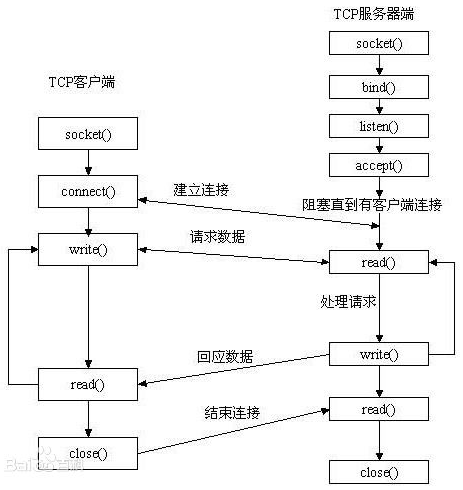 TCP服务器端
socket()
bind()
TCP客户端
listen()
socket()
accept()
connect()
建立连接
阻塞直到有客户端连接
请求数据
write()
read()
处理请求
回应数据
write()
read()
结束连接
read()
close()
close()
Baidu百科